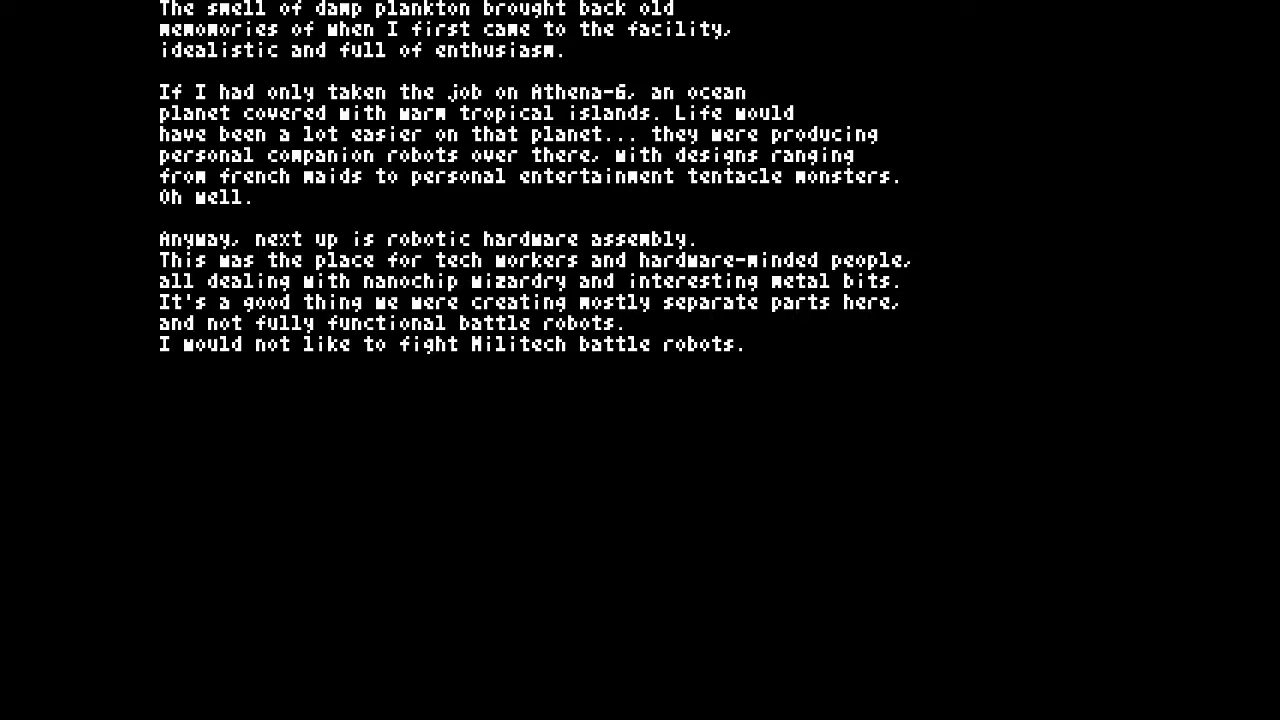 The smell of damp plankton brought back old
memomories of when I first came to the facility,
idealistic and full of enthusiasm.
If I had only taken the job on Athena-6, an ocean
planet covered with warm tropical islands. Life would
have been a lot easier on that planet... they were producing
personal companion robots over there, with designs ranging
from french maids to personal entertainment tentacle monsters.
Oh well.
Anyway, next up is robotic hardware assembly.
This was the place for tech workers and hardware-minded people,
all dealing with nanochip wizardry and interesting metal bits.
It's a good thing we were creating mostly separate parts here,
and not fully functional battle robots.
I would not like to fight Militech battle robots.